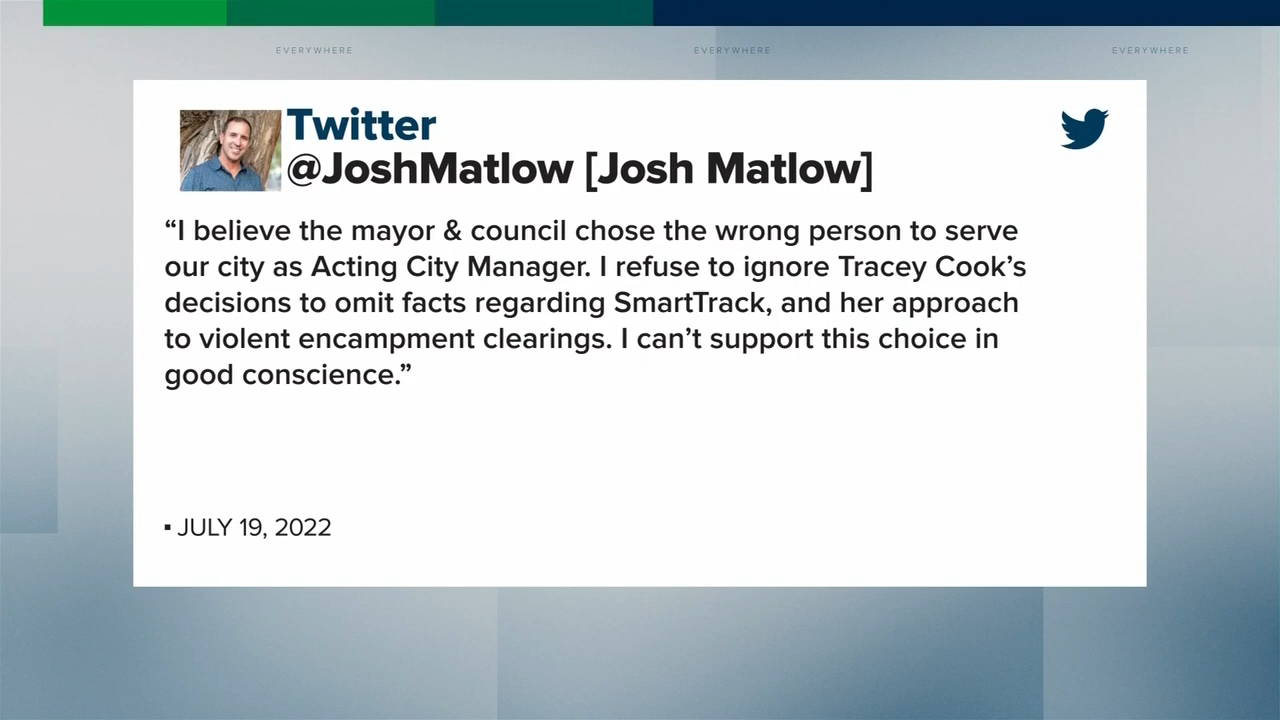 EVERYWHERE EVERYWHERE EVERYWHERE
Twitter
@JoshMatlow [Josh Matlow]
“I believe the mayor & council chose the wrong person to serve
our city as Acting City Manager. I refuse to ignore Tracey Cook’s
decisions to omit facts regarding SmartTrack, and her approach
to violent encampment clearings. I can’t support this choice in
good conscience.”
▪ JULY 19, 2022